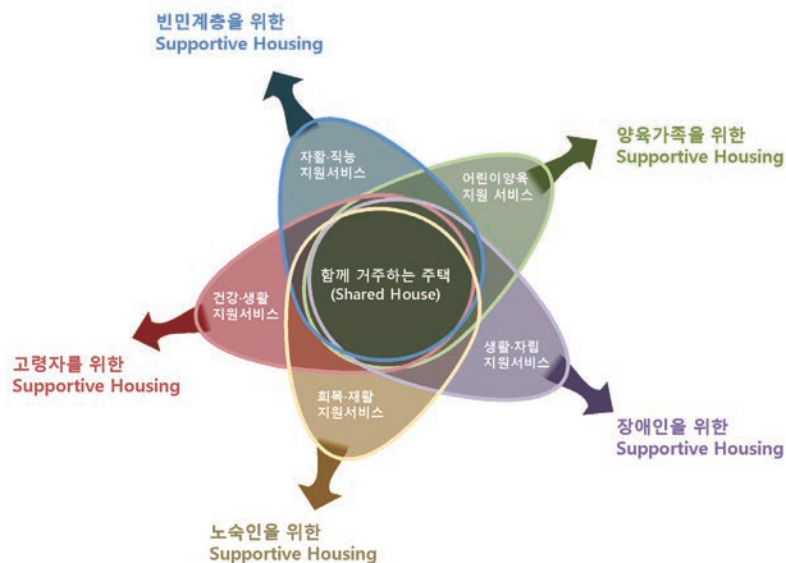 빈민계층을 위한
Supportive Housing
양육가족을 위한
Supportive Housing
자활·직능
지원서비스
어린이양육
지원 서비스
함께 거주하는 주택
(Shared House)
건강·생활
지원서비스
생활·자립
지원서비스
고령자를 위한
Supportive Housing
회복·재활
지원서비스
장애인을 위한
Supportive Housing
노숙인을 위한
Supportive Housing